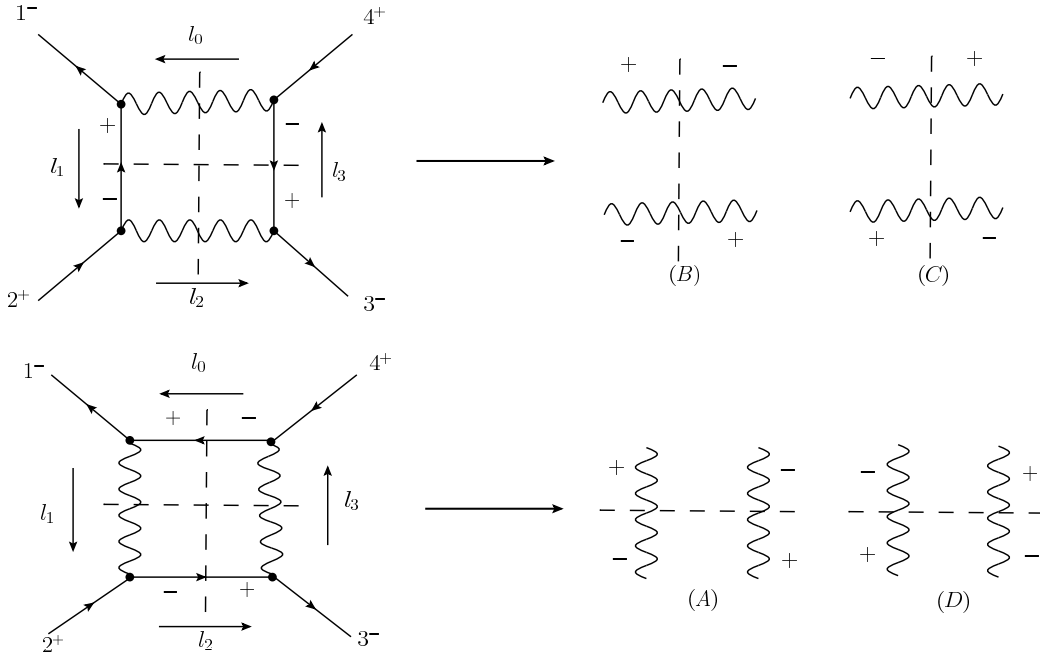 1⁻ l₀ 4⁺
+ − − +
+ −
l₁ l₃
− +
− + + −
2⁺ l₂ 3⁻
(B) (C)
1⁻ l₀ 4⁺
+ −
+ − − +
l₁ l₃
− + + −
− +
2⁺ l₂ 3⁻
(A) (D)